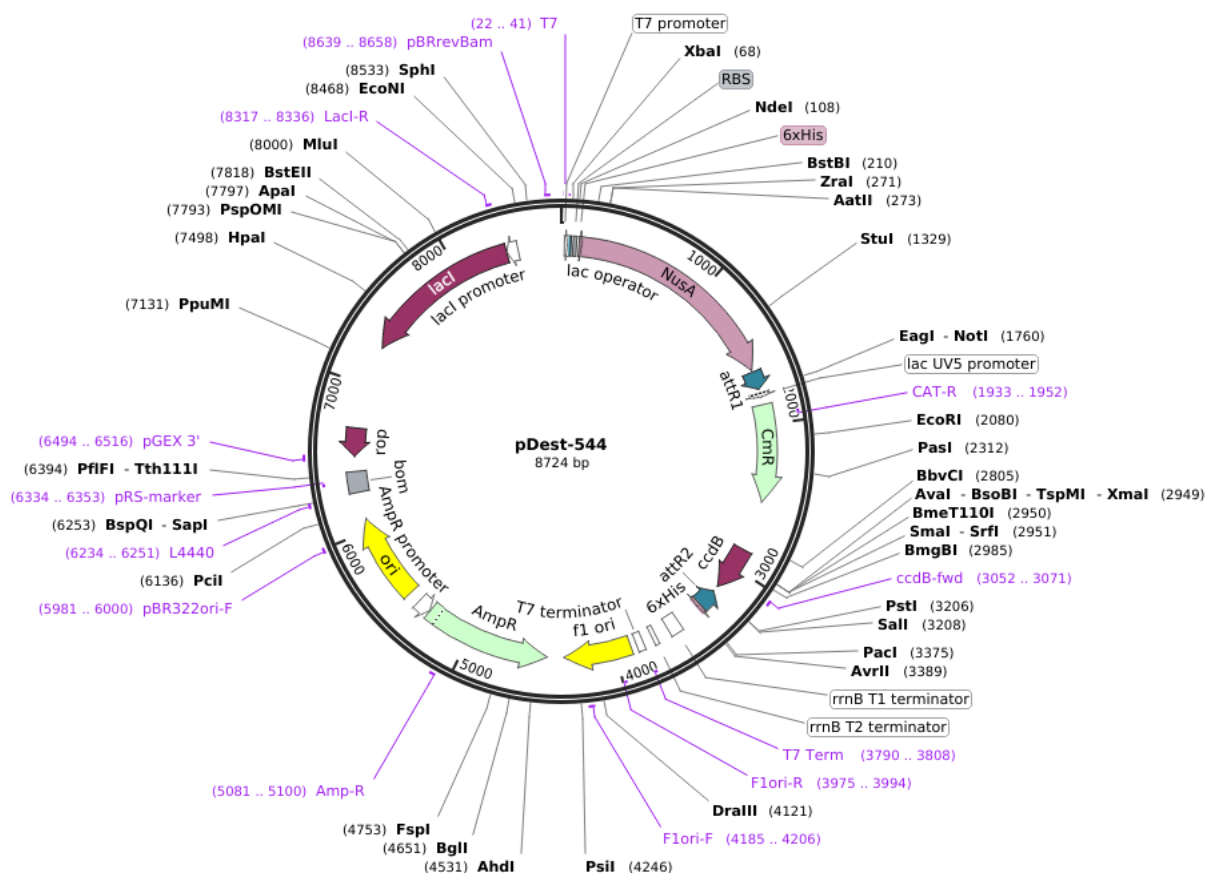 (22 .. 41) T7
T7 promoter
(8639 .. 8658) pBRrevBam
XbaI (68)
(8533) SphI
RBS
(8468) EcoNI
NdeI (108)
(8317 .. 8336) LacI-R
6xHis
(8000) MluI
BstBI (210)
(7818) BstEII
ZraI (271)
(7797) ApaI
AatII (273)
(7793) PspOMI
(7498) HpaI
StuI (1329)
8000
1000
lacI
lacI promoter
lac operator
NusA
(7131) PpuMI
EagI - NotI (1760)
lac UV5 promoter
7000
attR1
2000
CAT-R (1933 .. 1952)
EcoRI (2080)
(6494 .. 6516) pGEX 3'
rop
pDest-544
8724 bp
CmR
PasI (2312)
(6394) PflFI - Tth111I
bom
BbvCI (2805)
(6334 .. 6353) pRS-marker
AvaI - BsoBI - TspMI - XmaI (2949)
BmeT110I (2950)
(6253) BspQI - SapI
AmpR promoter
SmaI - SrfI (2951)
(6234 .. 6251) L4440
ori
ccdB
BmgBI (2985)
6000
attR2
3000
(6136) PciI
ccdB-fwd (3052 .. 3071)
(5981 .. 6000) pBR322ori-F
6xHis
PstI (3206)
T7 terminator
AmpR
f1 ori
SalI (3208)
PacI (3375)
5000
4000
AvrII (3389)
rrnB T1 terminator
rrnB T2 terminator
T7 Term (3790 .. 3808)
(5081 .. 5100) Amp-R
F1ori-R (3975 .. 3994)
DraIII (4121)
(4753) FspI
F1ori-F (4185 .. 4206)
(4651) BglI
(4531) AhdI
PsiI (4246)